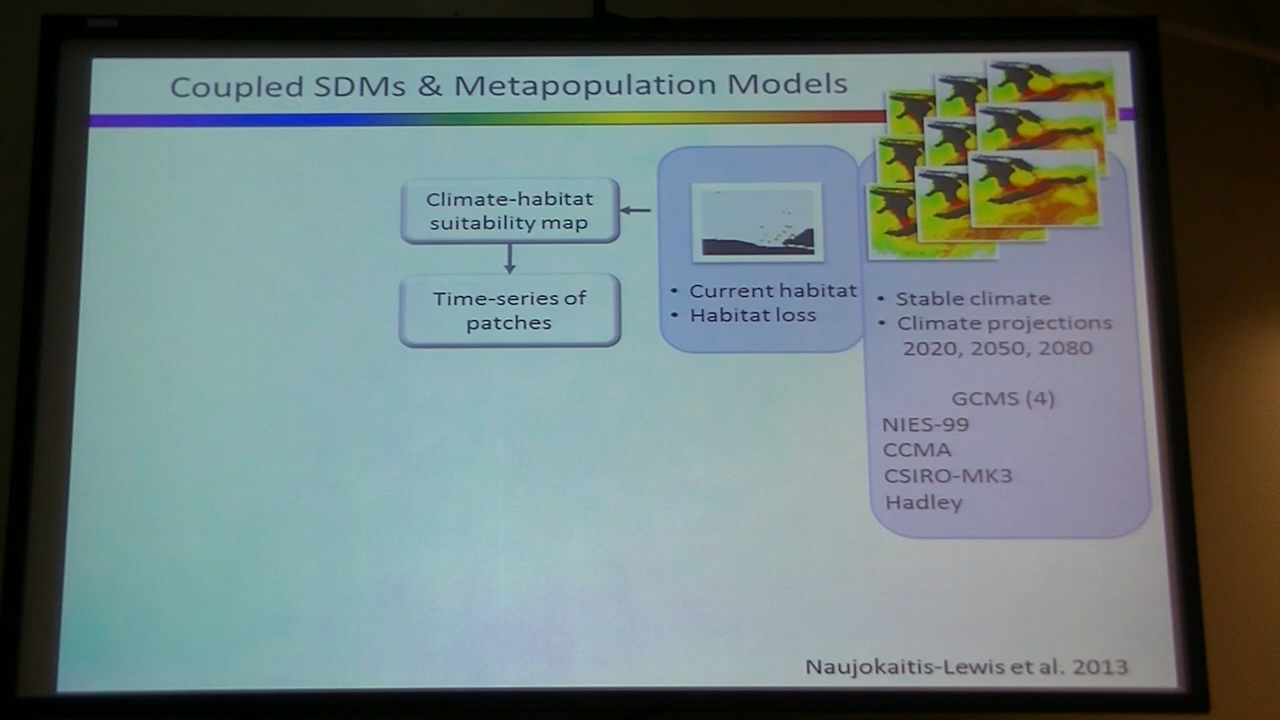 Coupled SDMs & Metapopulation Models
Climate-habitat
suitability map
Time-series of
patches
• Current habitat
• Habitat loss
• Stable climate
• Climate projections
2020, 2050, 2080
GCMS (4)
NIES-99
CCMA
CSIRO-MK3
Hadley
Naujokaitis-Lewis et al. 2013